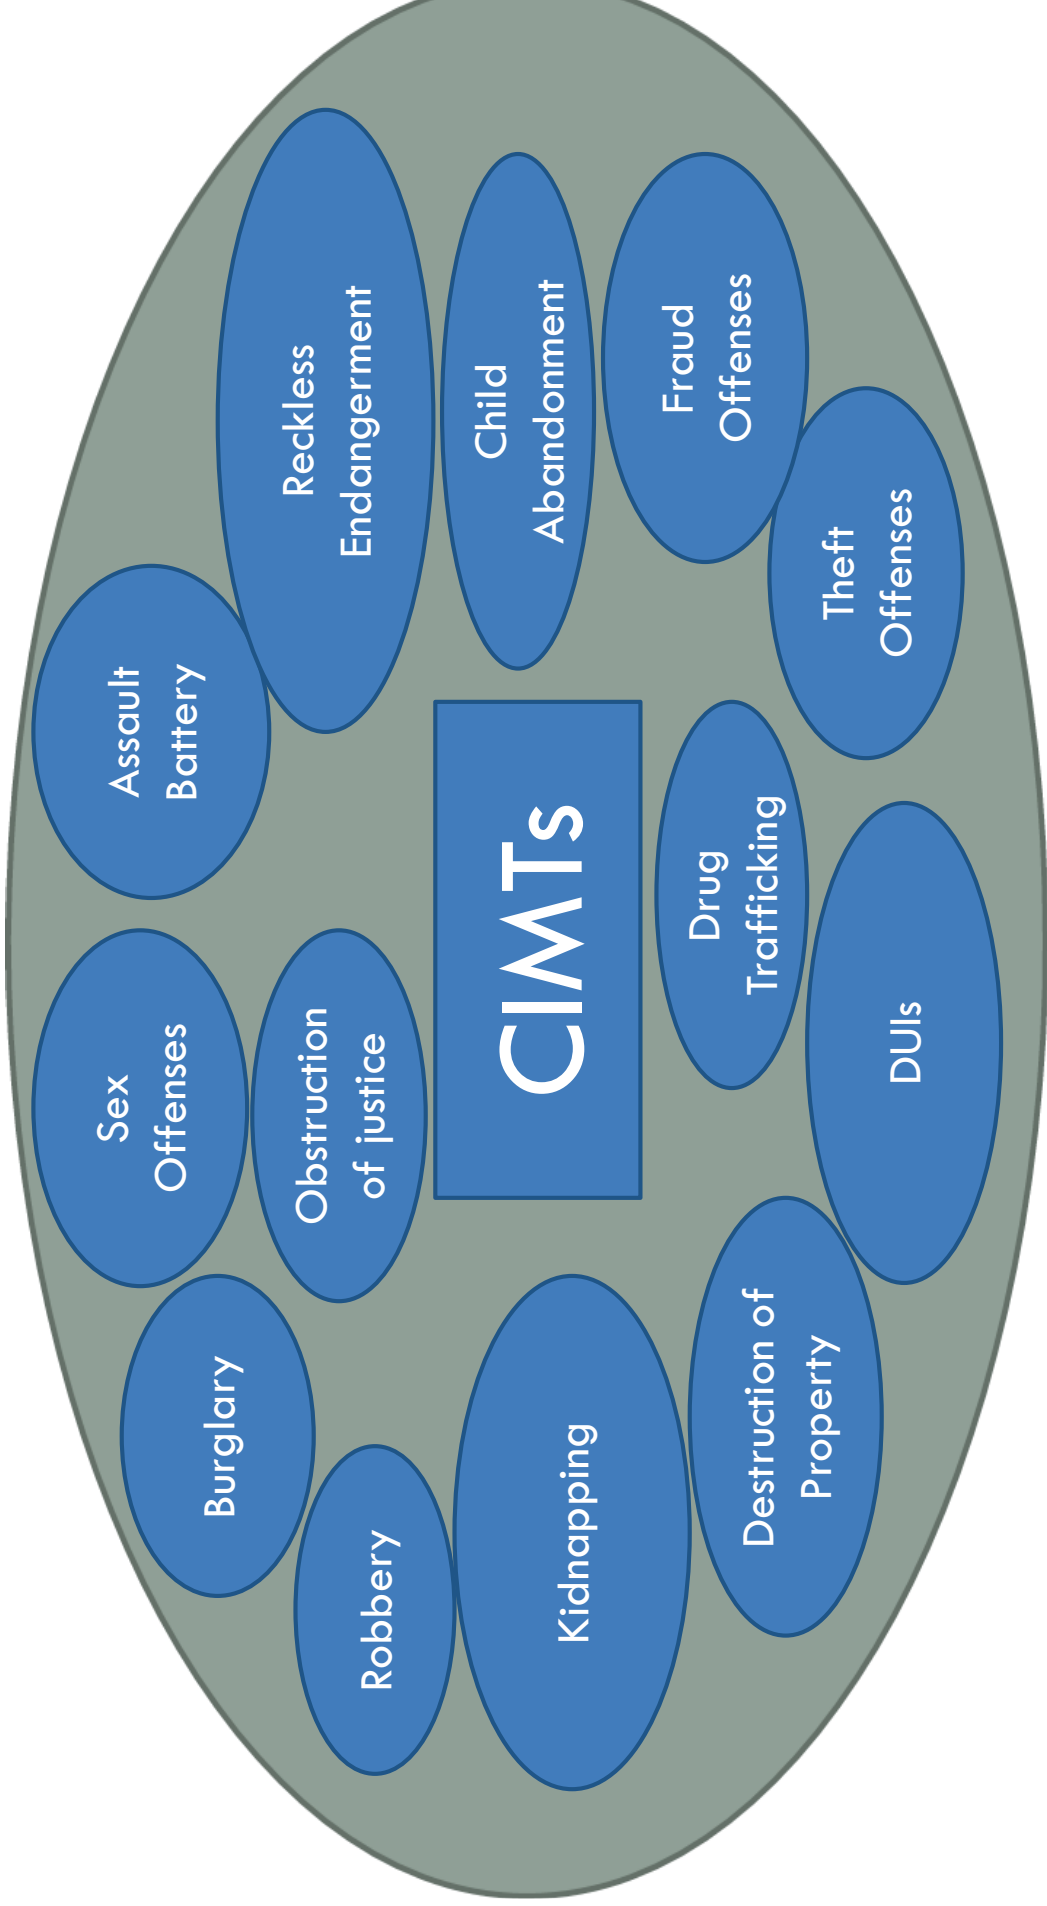 Sex
Offenses
Assault
Battery
Burglary
Obstruction
of justice
Reckless
Endangerment
Robbery
CIMTs
Child
Abandonment
Kidnapping
Drug
Trafficking
Fraud
Offenses
Destruction of
Property
Theft
Offenses
DUIs